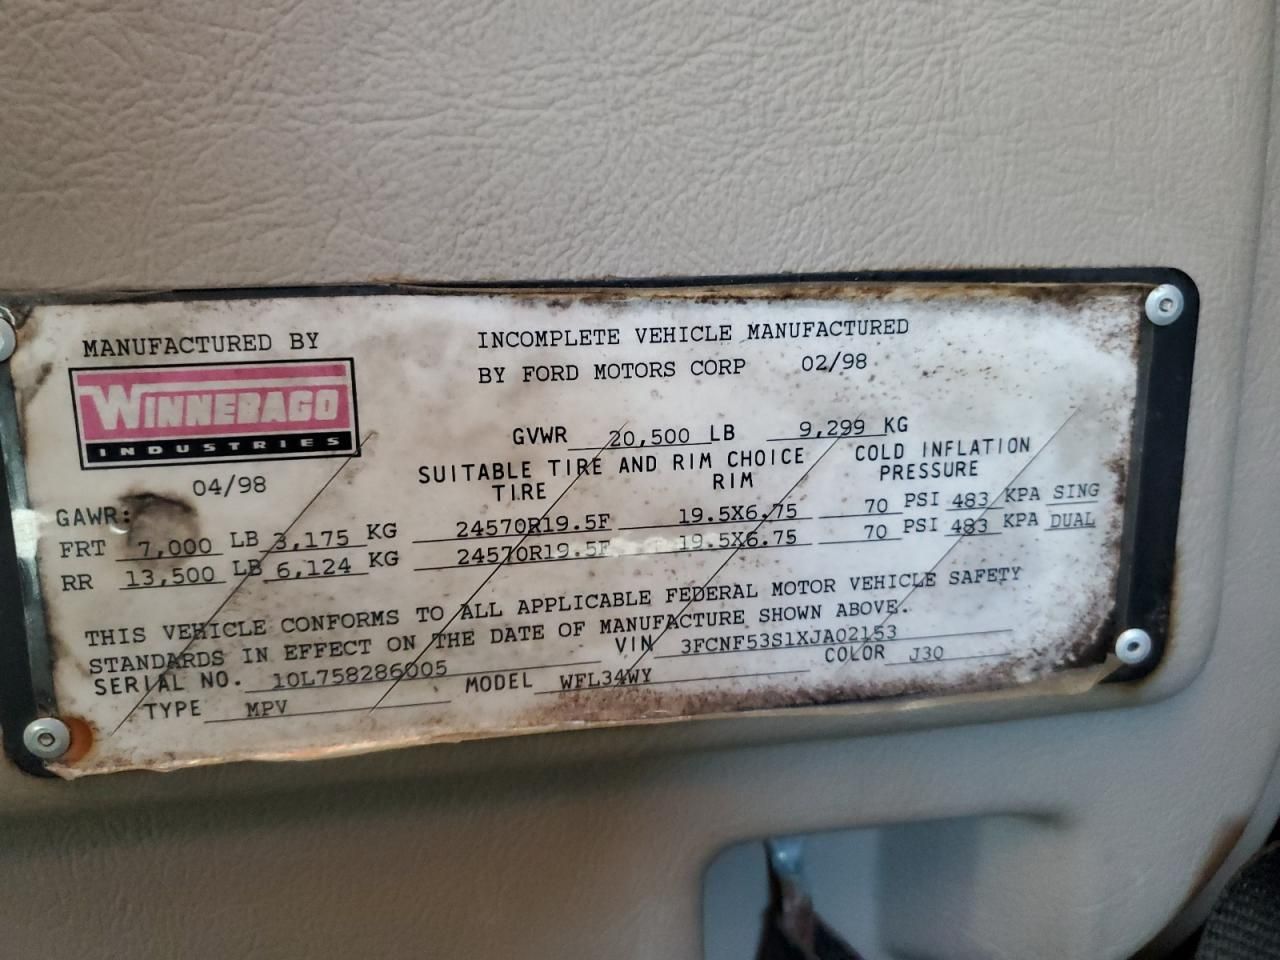 MANUFACTURED BY
WINNEBAGO
INDUSTRIES
04/98
INCOMPLETE VEHICLE MANUFACTURED
BY FORD MOTORS CORP 02/98
GVWR 20,500 LB 9,299 KG
SUITABLE TIRE AND RIM CHOICE COLD INFLATION
TIRE RIM PRESSURE
GAWR:
FRT 7,000 LB 3,175 KG 24570R19.5F 19.5X6.75 70 PSI 483 KPA SING
RR 13,500 LB 6,124 KG 24570R19.5F 19.5X6.75 70 PSI 483 KPA DUAL
THIS VEHICLE CONFORMS TO ALL APPLICABLE FEDERAL MOTOR VEHICLE SAFETY
STANDARDS IN EFFECT ON THE DATE OF MANUFACTURE SHOWN ABOVE.
SERIAL NO. 10L758286005 VIN 3FCNF53S1XJA02153
TYPE MPV MODEL WFL34WY COLOR J30